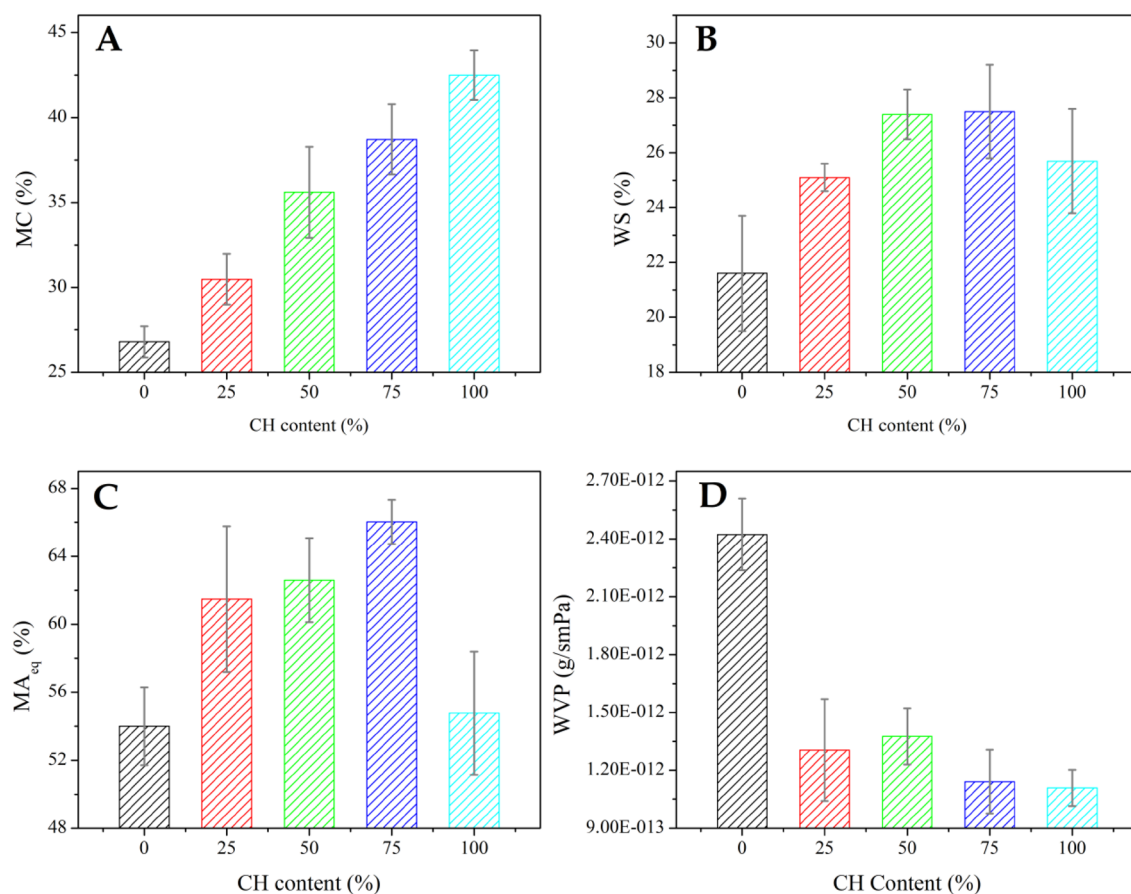 A
MC (%)
45
40
35
30
25
0 25 50 75 100
CH content (%)
B
WS (%)
30
28
26
24
22
20
18
0 25 50 75 100
CH content (%)
C
MAeq (%)
68
64
60
56
52
48
0 25 50 75 100
CH content (%)
D
WVP (g/smPa)
2.70E-012
2.40E-012
2.10E-012
1.80E-012
1.50E-012
1.20E-012
9.00E-013
0 25 50 75 100
CH Content (%)